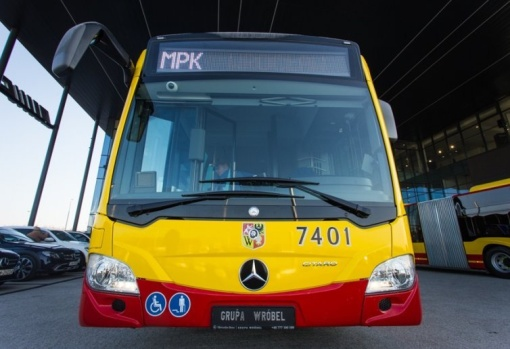 MPK
7401
CITARO
GRUPA WRÓBEL